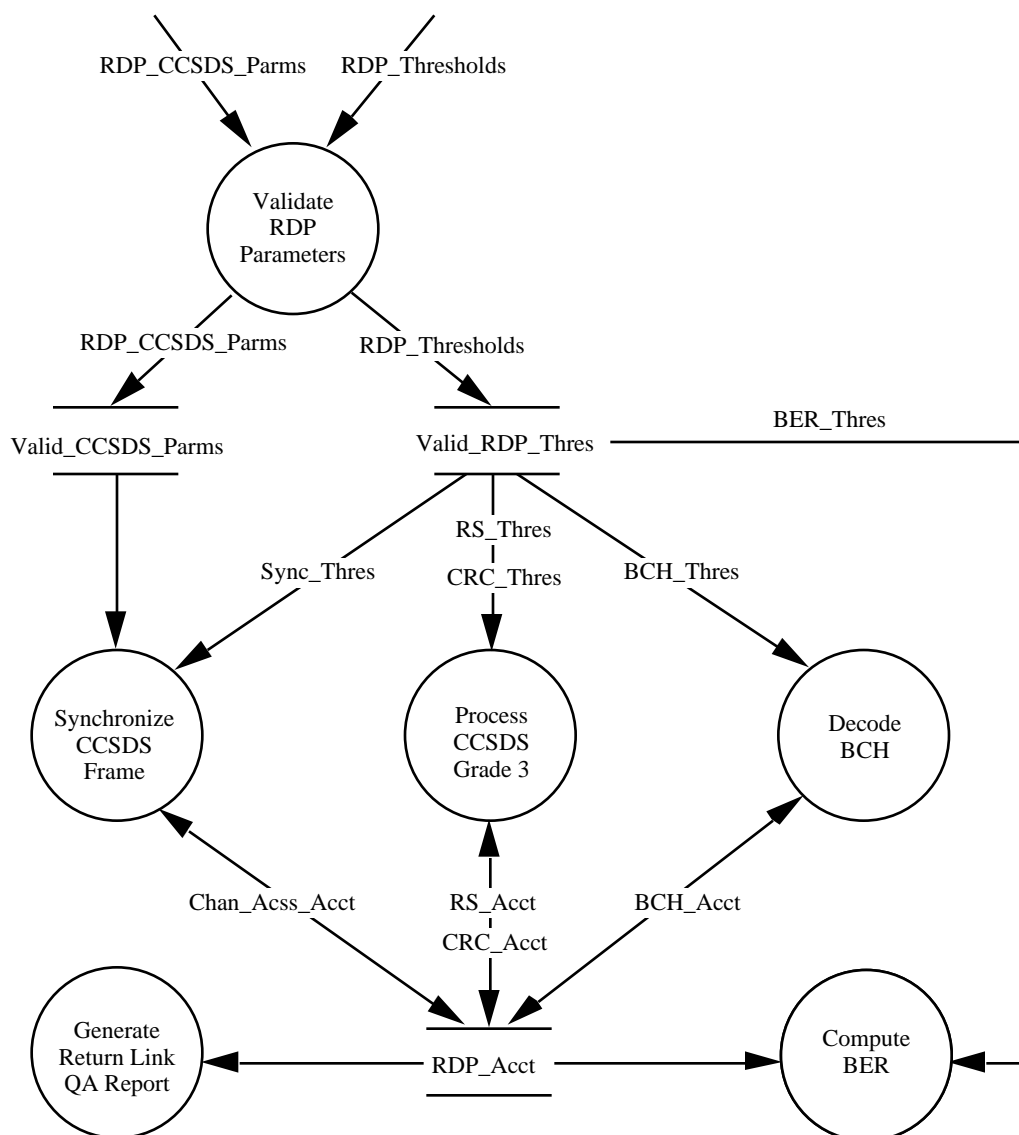 RDP_CCSDS_Parms
RDP_Thresholds
Validate
RDP
Parameters
RDP_CCSDS_Parms
RDP_Thresholds
Valid_CCSDS_Parms
Valid_RDP_Thres
BER_Thres
RS_Thres
Sync_Thres
CRC_Thres
BCH_Thres
Synchronize
CCSDS
Frame
Process
CCSDS
Grade 3
Decode
BCH
Chan_Acss_Acct
RS_Acct
CRC_Acct
BCH_Acct
Generate
Return Link
QA Report
RDP_Acct
Compute
BER